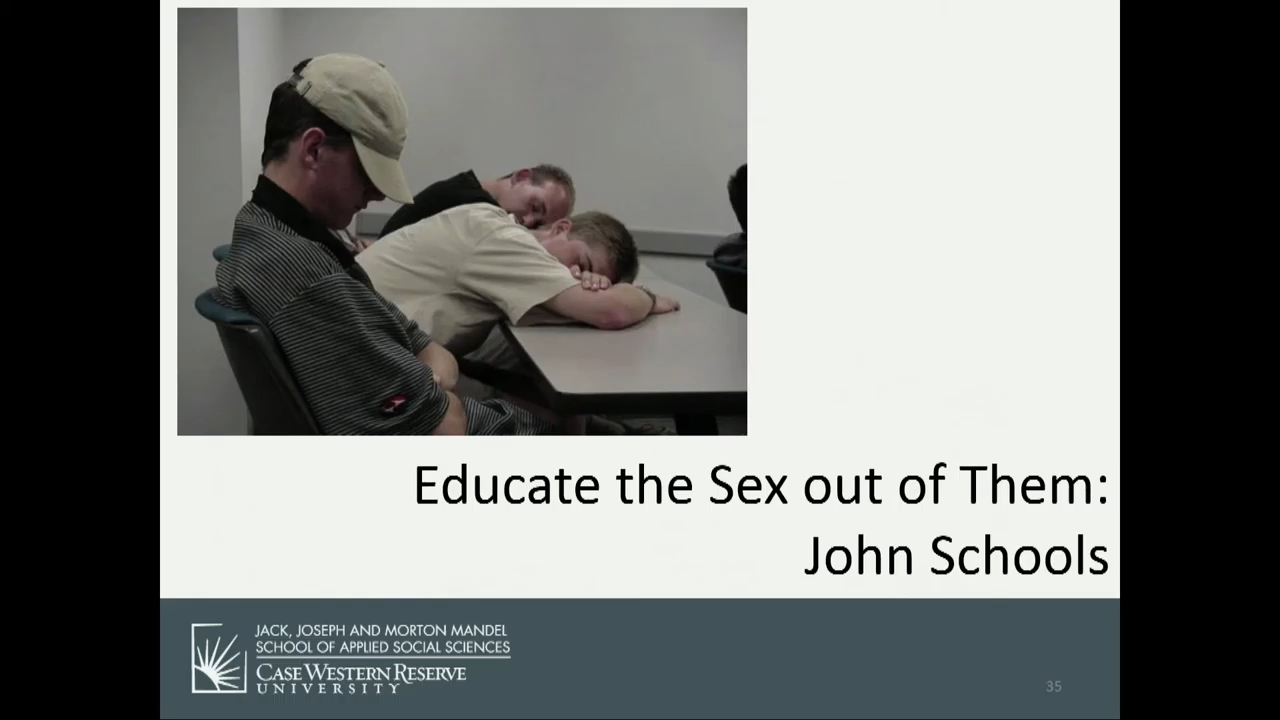 Educate the Sex out of Them:
John Schools
JACK, JOSEPH AND MORTON MANDEL
SCHOOL OF APPLIED SOCIAL SCIENCES
CASE WESTERN RESERVE
UNIVERSITY
35